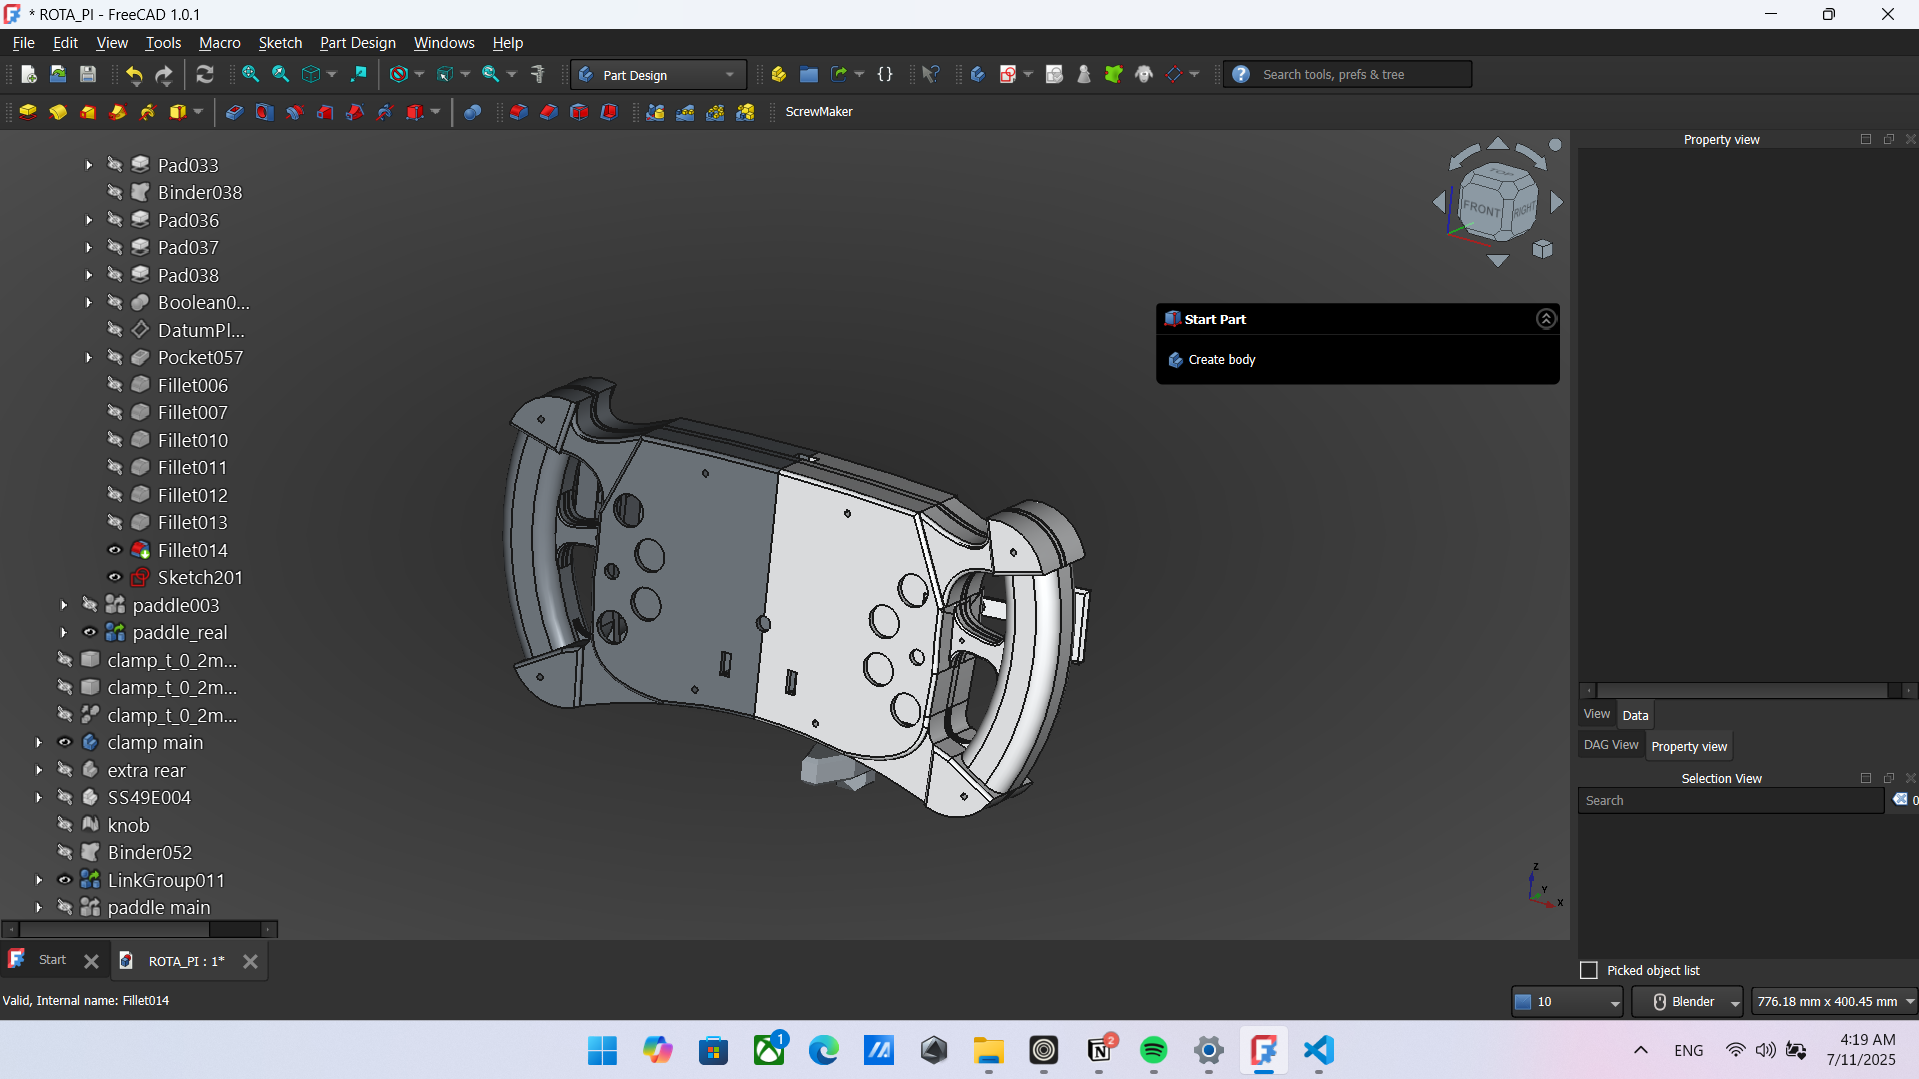 * ROTA_PI - FreeCAD 1.0.1
File Edit View Tools Macro Sketch Part Design Windows Help
Part Design
Search tools, prefs & tree
ScrewMaker
Pad033
Binder038
Pad036
Pad037
Pad038
Boolean0...
DatumPl...
Pocket057
Fillet006
Fillet007
Fillet010
Fillet011
Fillet012
Fillet013
Fillet014
Sketch201
paddle003
paddle_real
clamp_t_0_2m...
clamp_t_0_2m...
clamp_t_0_2m...
clamp main
extra rear
SS49E004
knob
Binder052
LinkGroup011
paddle main
TOP
FRONT
RIGHT
Start Part
Create body
Z
Y
X
Property view
View Data
DAG View Property view
Selection View
Search
0
Picked object list
Start
ROTA_PI : 1*
Valid, Internal name: Fillet014
10
Blender
776.18 mm x 400.45 mm
1
2
ENG
4:19 AM
7/11/2025